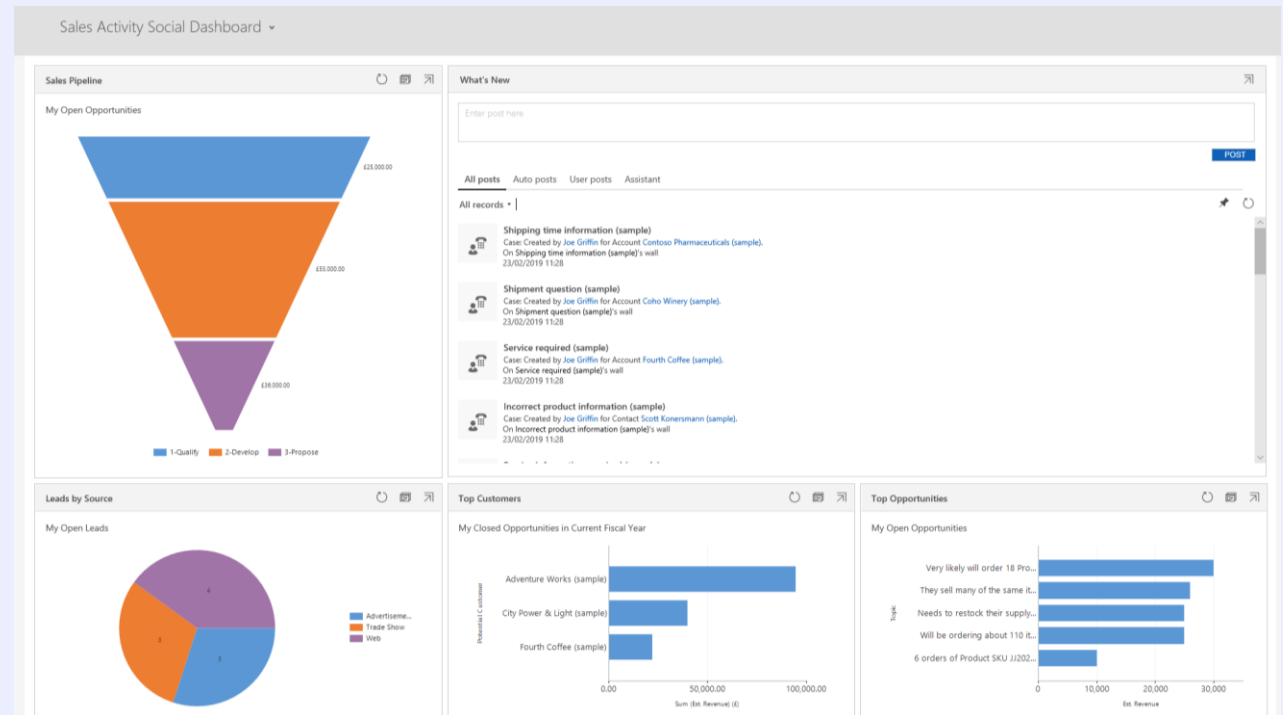 Sales Activity Social Dashboard
Sales Pipeline
My Open Opportunities
£25,000.00
£55,000.00
£36,000.00
1-Qualify 2-Develop 3-Propose
What's New
Enter post here
POST
All posts Auto posts User posts Assistant
All records
Shipping time information (sample)
Case: Created by Joe Griffin for Account Contoso Pharmaceuticals (sample).
On Shipping time information (sample)'s wall
23/02/2019 11:28
Shipment question (sample)
Case: Created by Joe Griffin for Account Coho Winery (sample).
On Shipment question (sample)'s wall
23/02/2019 11:28
Service required (sample)
Case: Created by Joe Griffin for Account Fourth Coffee (sample).
On Service required (sample)'s wall
23/02/2019 11:28
Incorrect product information (sample)
Case: Created by Joe Griffin for Contact Scott Konersmann (sample).
On Incorrect product information (sample)'s wall
23/02/2019 11:28
Leads by Source
My Open Leads
4
3
3
Advertiseme...
Trade Show
Web
Top Customers
My Closed Opportunities in Current Fiscal Year
Potential Customer
Adventure Works (sample)
City Power & Light (sample)
Fourth Coffee (sample)
0.00 50,000.00 100,000.00
Sum (Est. Revenue) (£)
Top Opportunities
My Open Opportunities
Topic
Very likely will order 18 Pro...
They sell many of the same it...
Needs to restock their supply...
Will be ordering about 110 it...
6 orders of Product SKU JJ202...
0 10,000 20,000 30,000
Est. Revenue